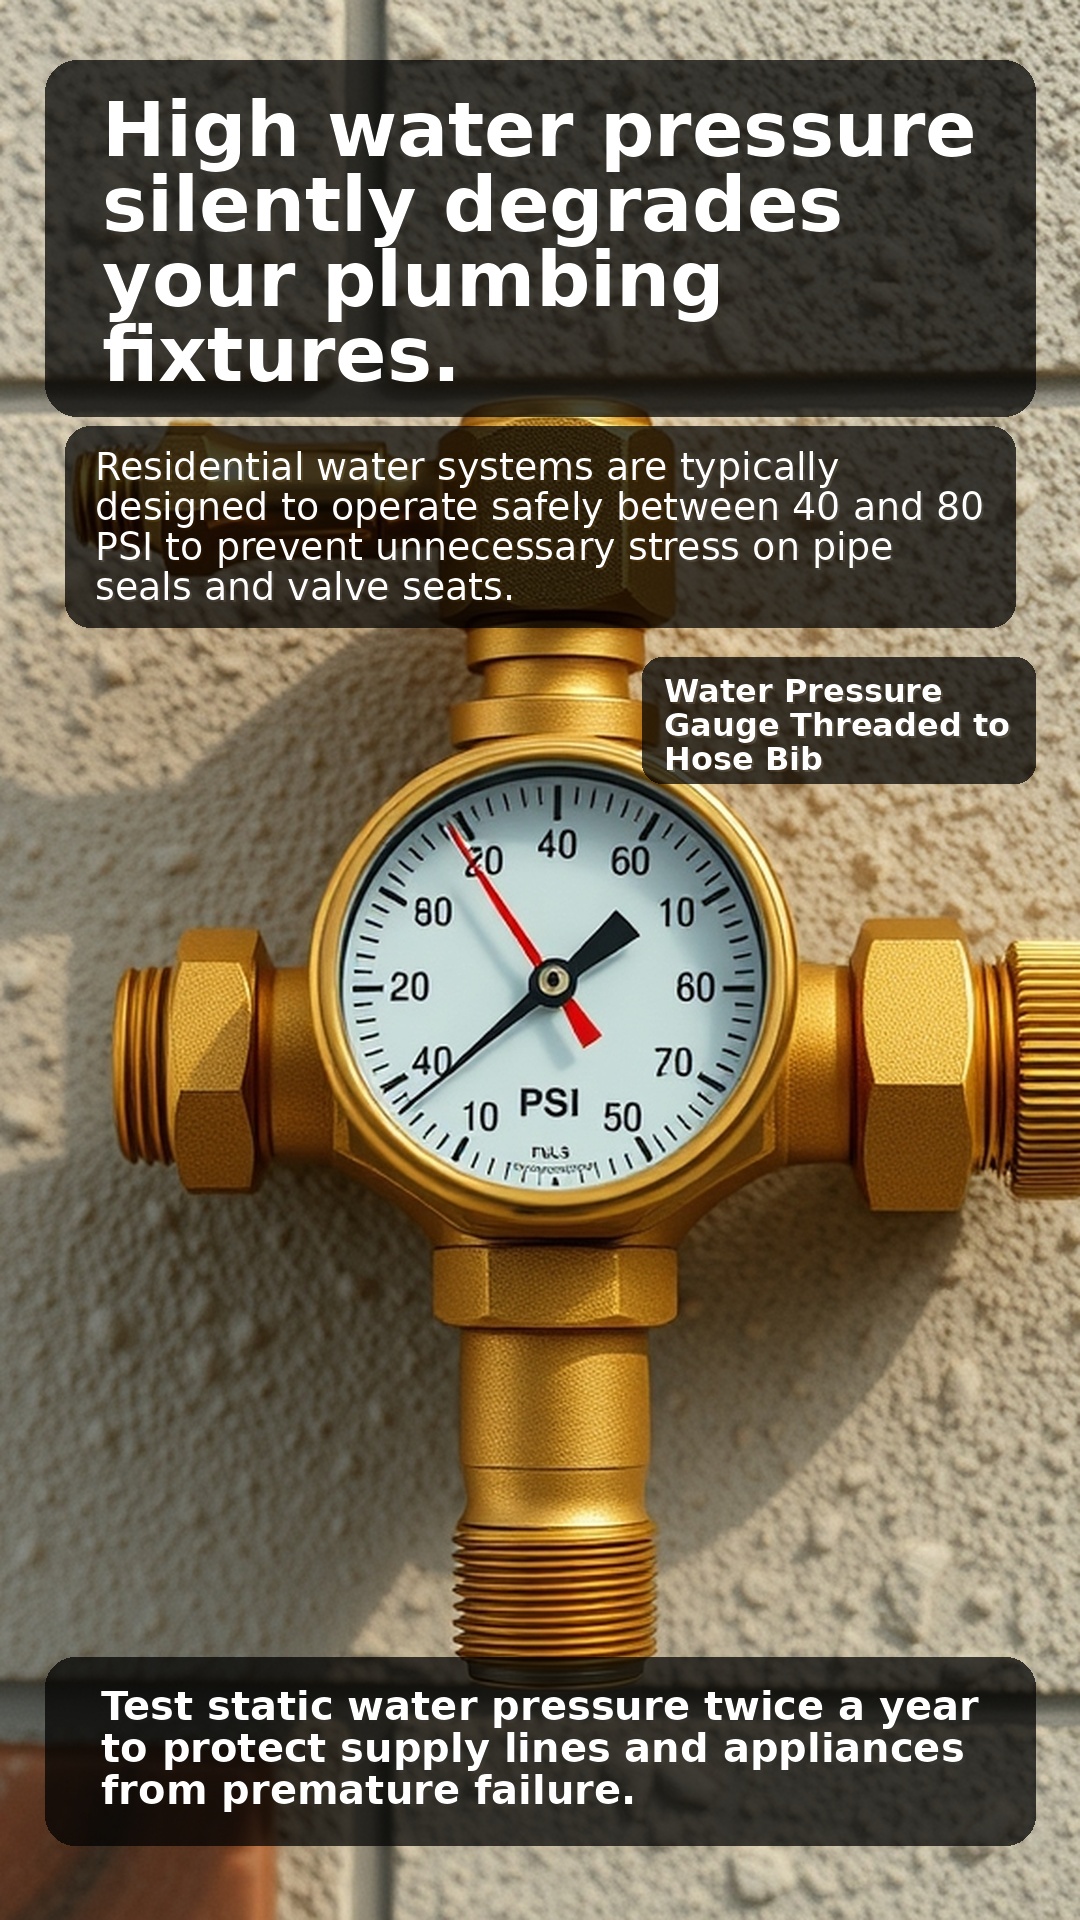 High water pressure
silently degrades
your plumbing
fixtures.
Residential water systems are typically
designed to operate safely between 40 and 80
PSI to prevent unnecessary stress on pipe
seals and valve seats.
Water Pressure
Gauge Threaded to
Hose Bib
20 40 60
80 10
20 60
40 70
10 PSI 50
Test static water pressure twice a year
to protect supply lines and appliances
from premature failure.